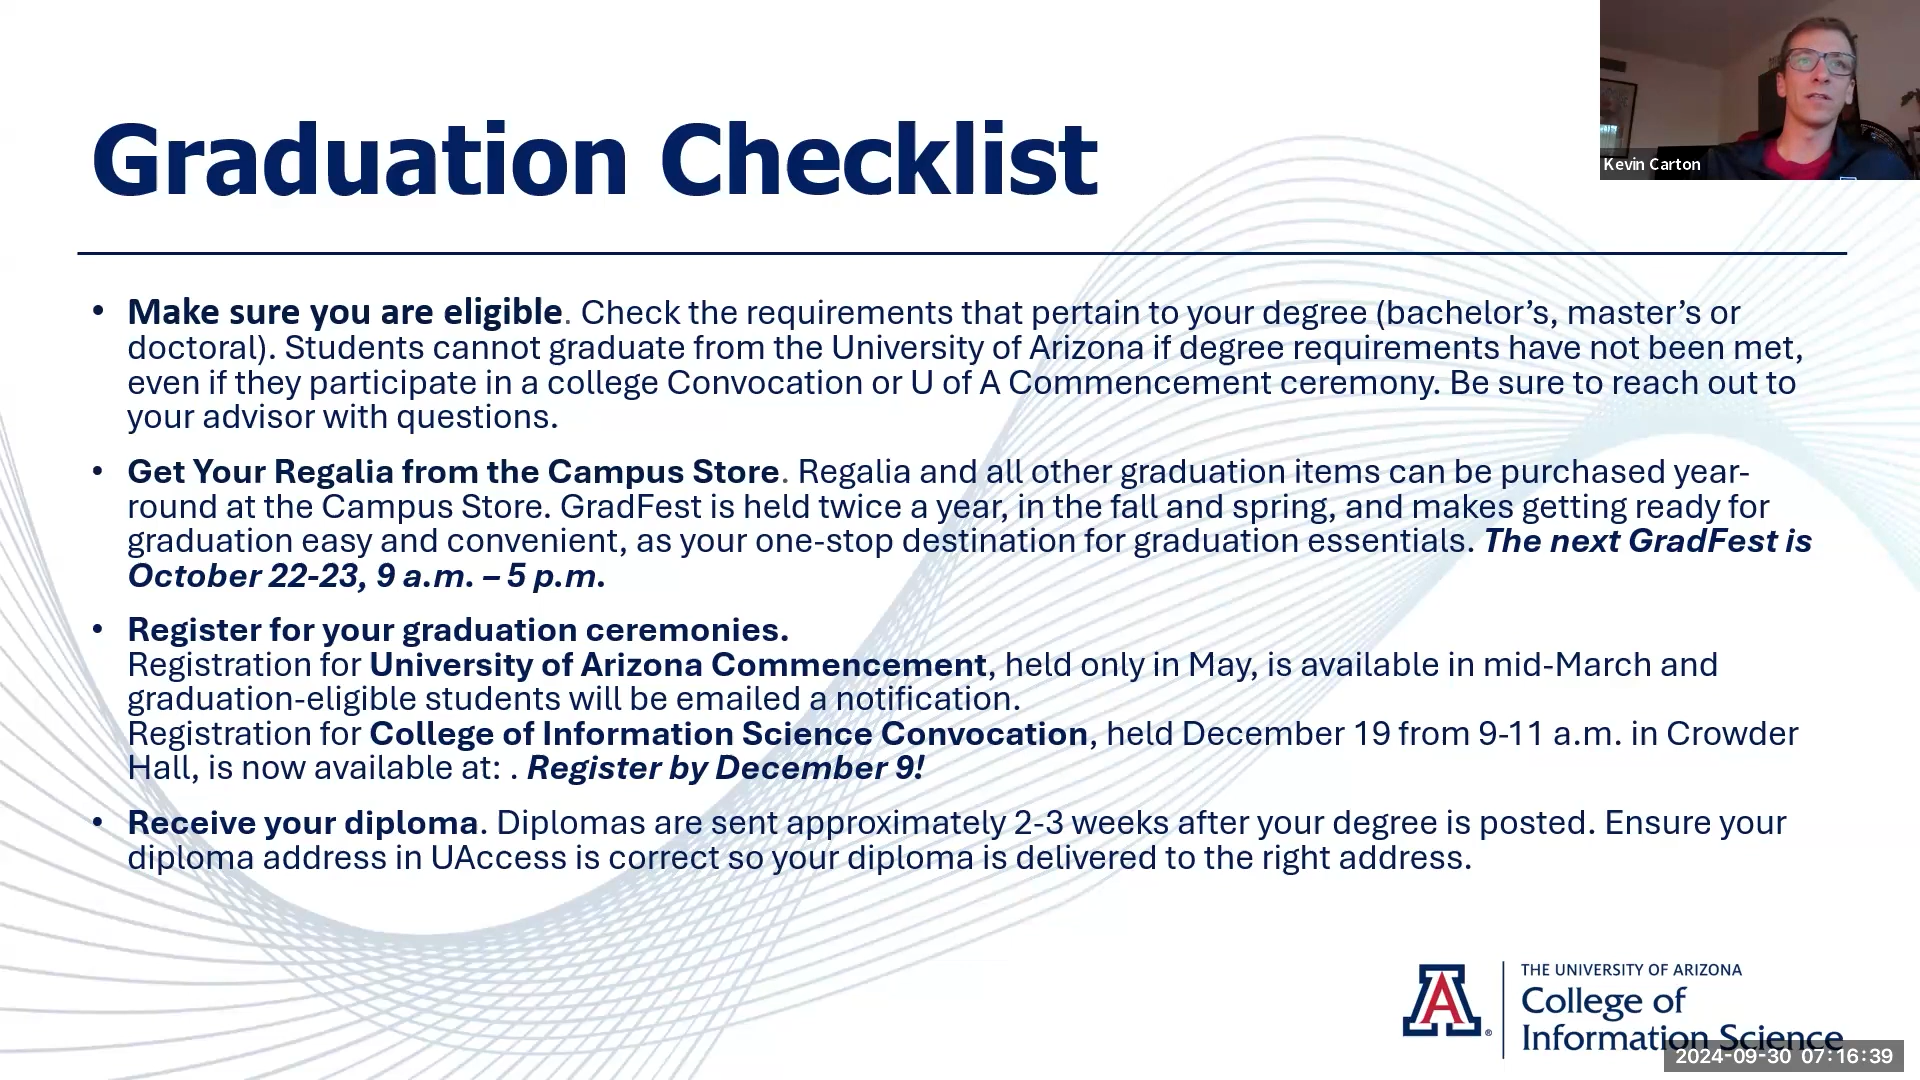 Kevin Carton
Graduation Checklist
• Make sure you are eligible. Check the requirements that pertain to your degree (bachelor’s, master’s or
doctoral). Students cannot graduate from the University of Arizona if degree requirements have not been met,
even if they participate in a college Convocation or U of A Commencement ceremony. Be sure to reach out to
your advisor with questions.
• Get Your Regalia from the Campus Store. Regalia and all other graduation items can be purchased year-
round at the Campus Store. GradFest is held twice a year, in the fall and spring, and makes getting ready for
graduation easy and convenient, as your one-stop destination for graduation essentials. The next GradFest is
October 22-23, 9 a.m. – 5 p.m.
• Register for your graduation ceremonies.
Registration for University of Arizona Commencement, held only in May, is available in mid-March and
graduation-eligible students will be emailed a notification.
Registration for College of Information Science Convocation, held December 19 from 9-11 a.m. in Crowder
Hall, is now available at: . Register by December 9!
• Receive your diploma. Diplomas are sent approximately 2-3 weeks after your degree is posted. Ensure your
diploma address in UAccess is correct so your diploma is delivered to the right address.
A®
THE UNIVERSITY OF ARIZONA
College of
Information Science
2024-09-30 07:16:39